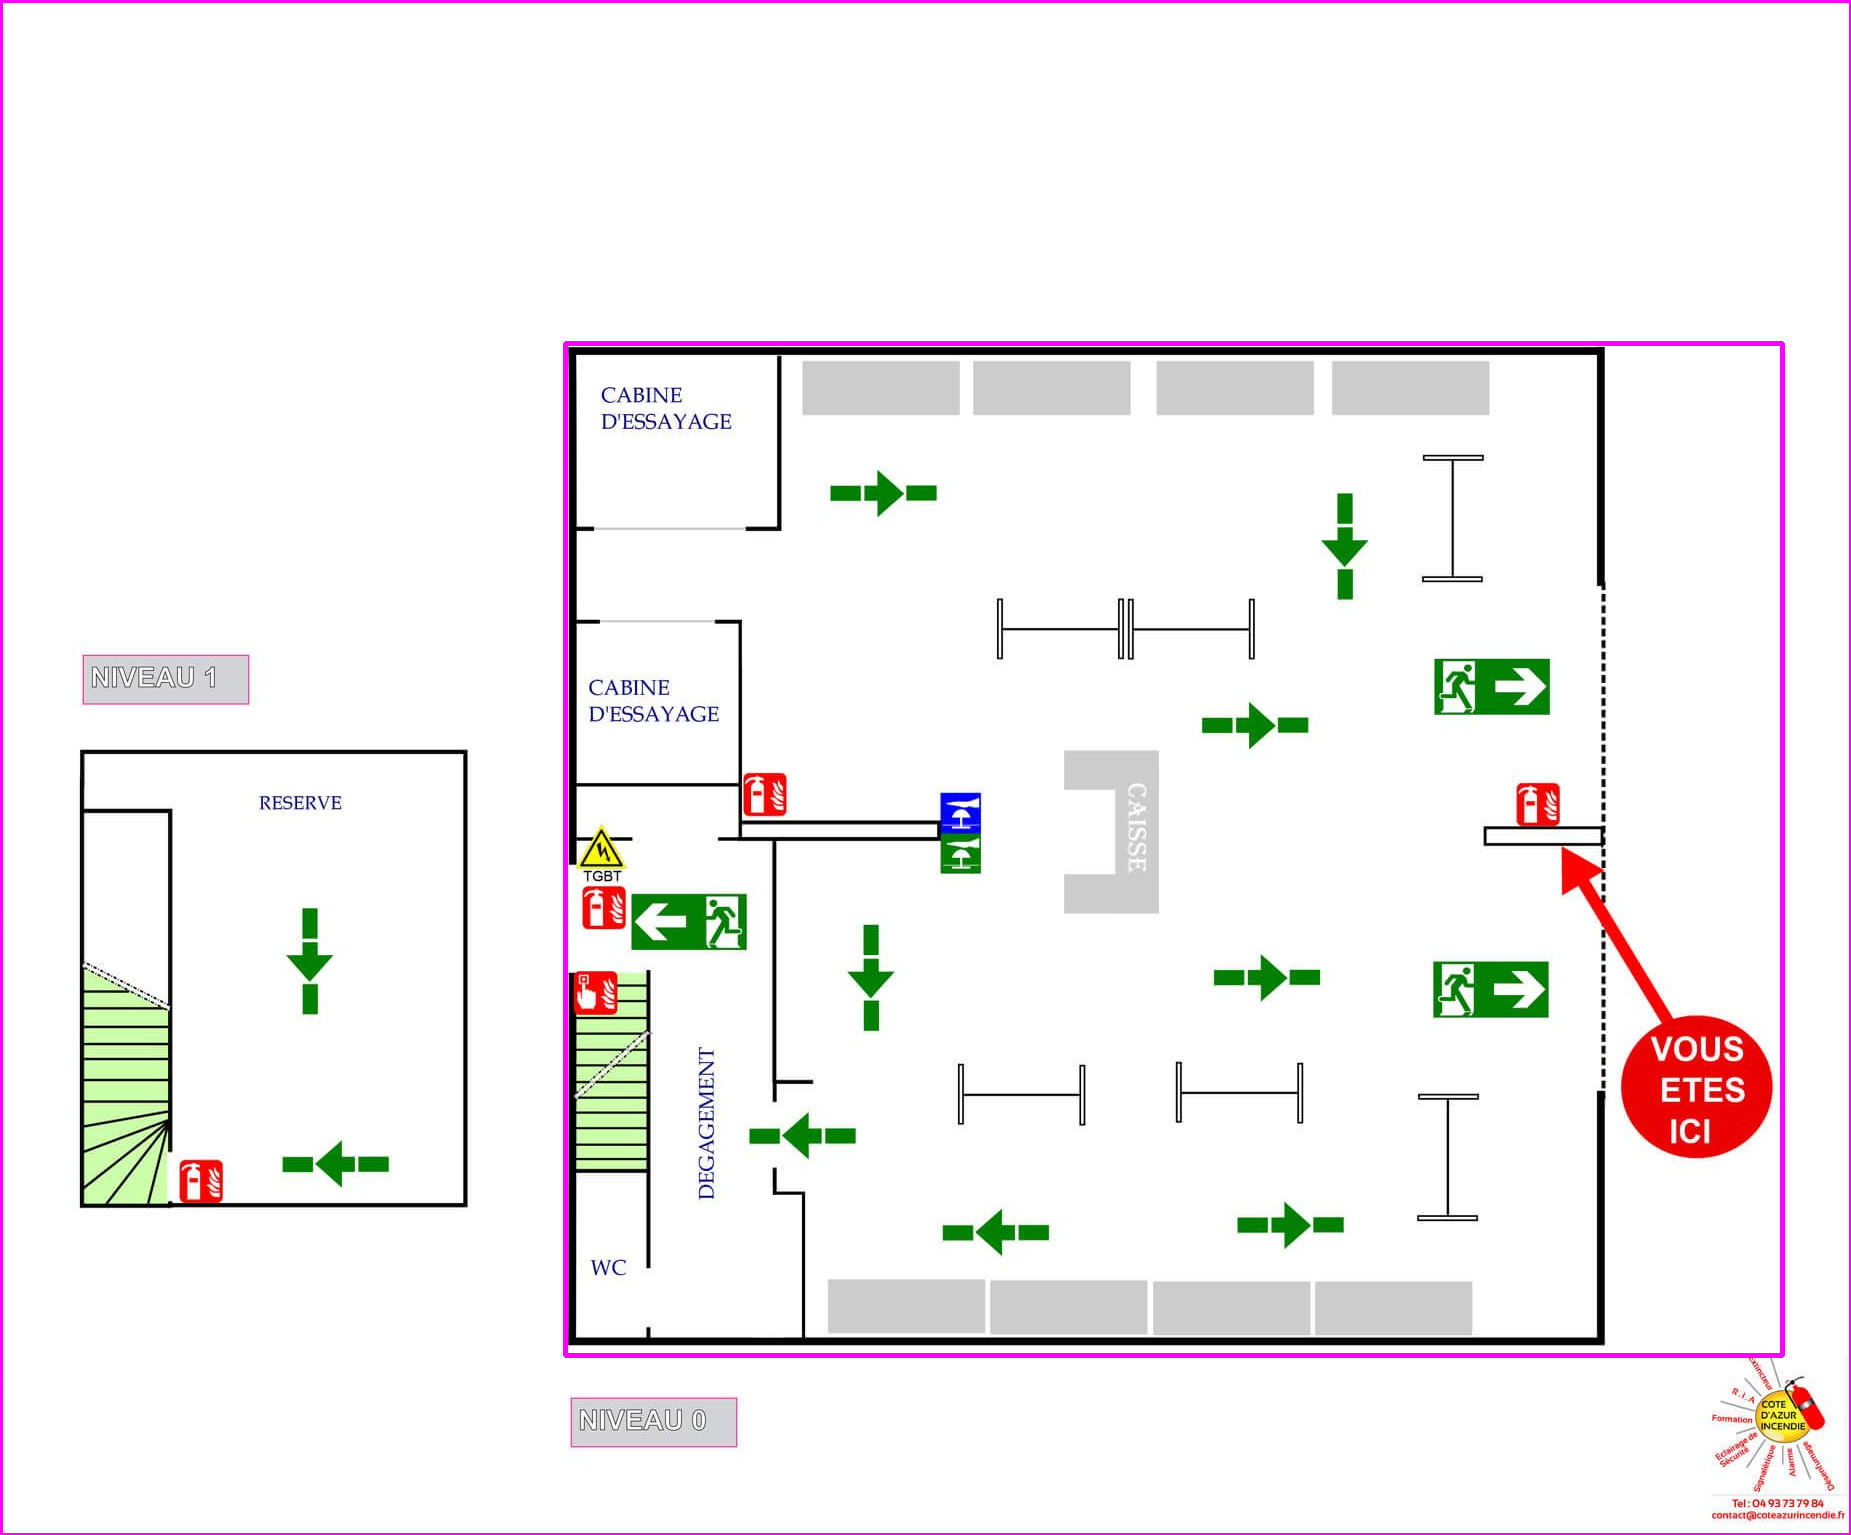 CABINE
D'ESSAYAGE
CABINE
D'ESSAYAGE
NIVEAU 1
RESERVE
CAISSE
TGBT
DEGAGEMENT
VOUS
ETES
ICI
WC
NIVEAU 0
Extincteur
R.I.A
Formation
Eclairage de
Sécurité
Signalétique
Alarme
Désenfumage
COTE
D'AZUR
INCENDIE
Tel : 04 93 73 79 84
contact@coteazurincendie.fr